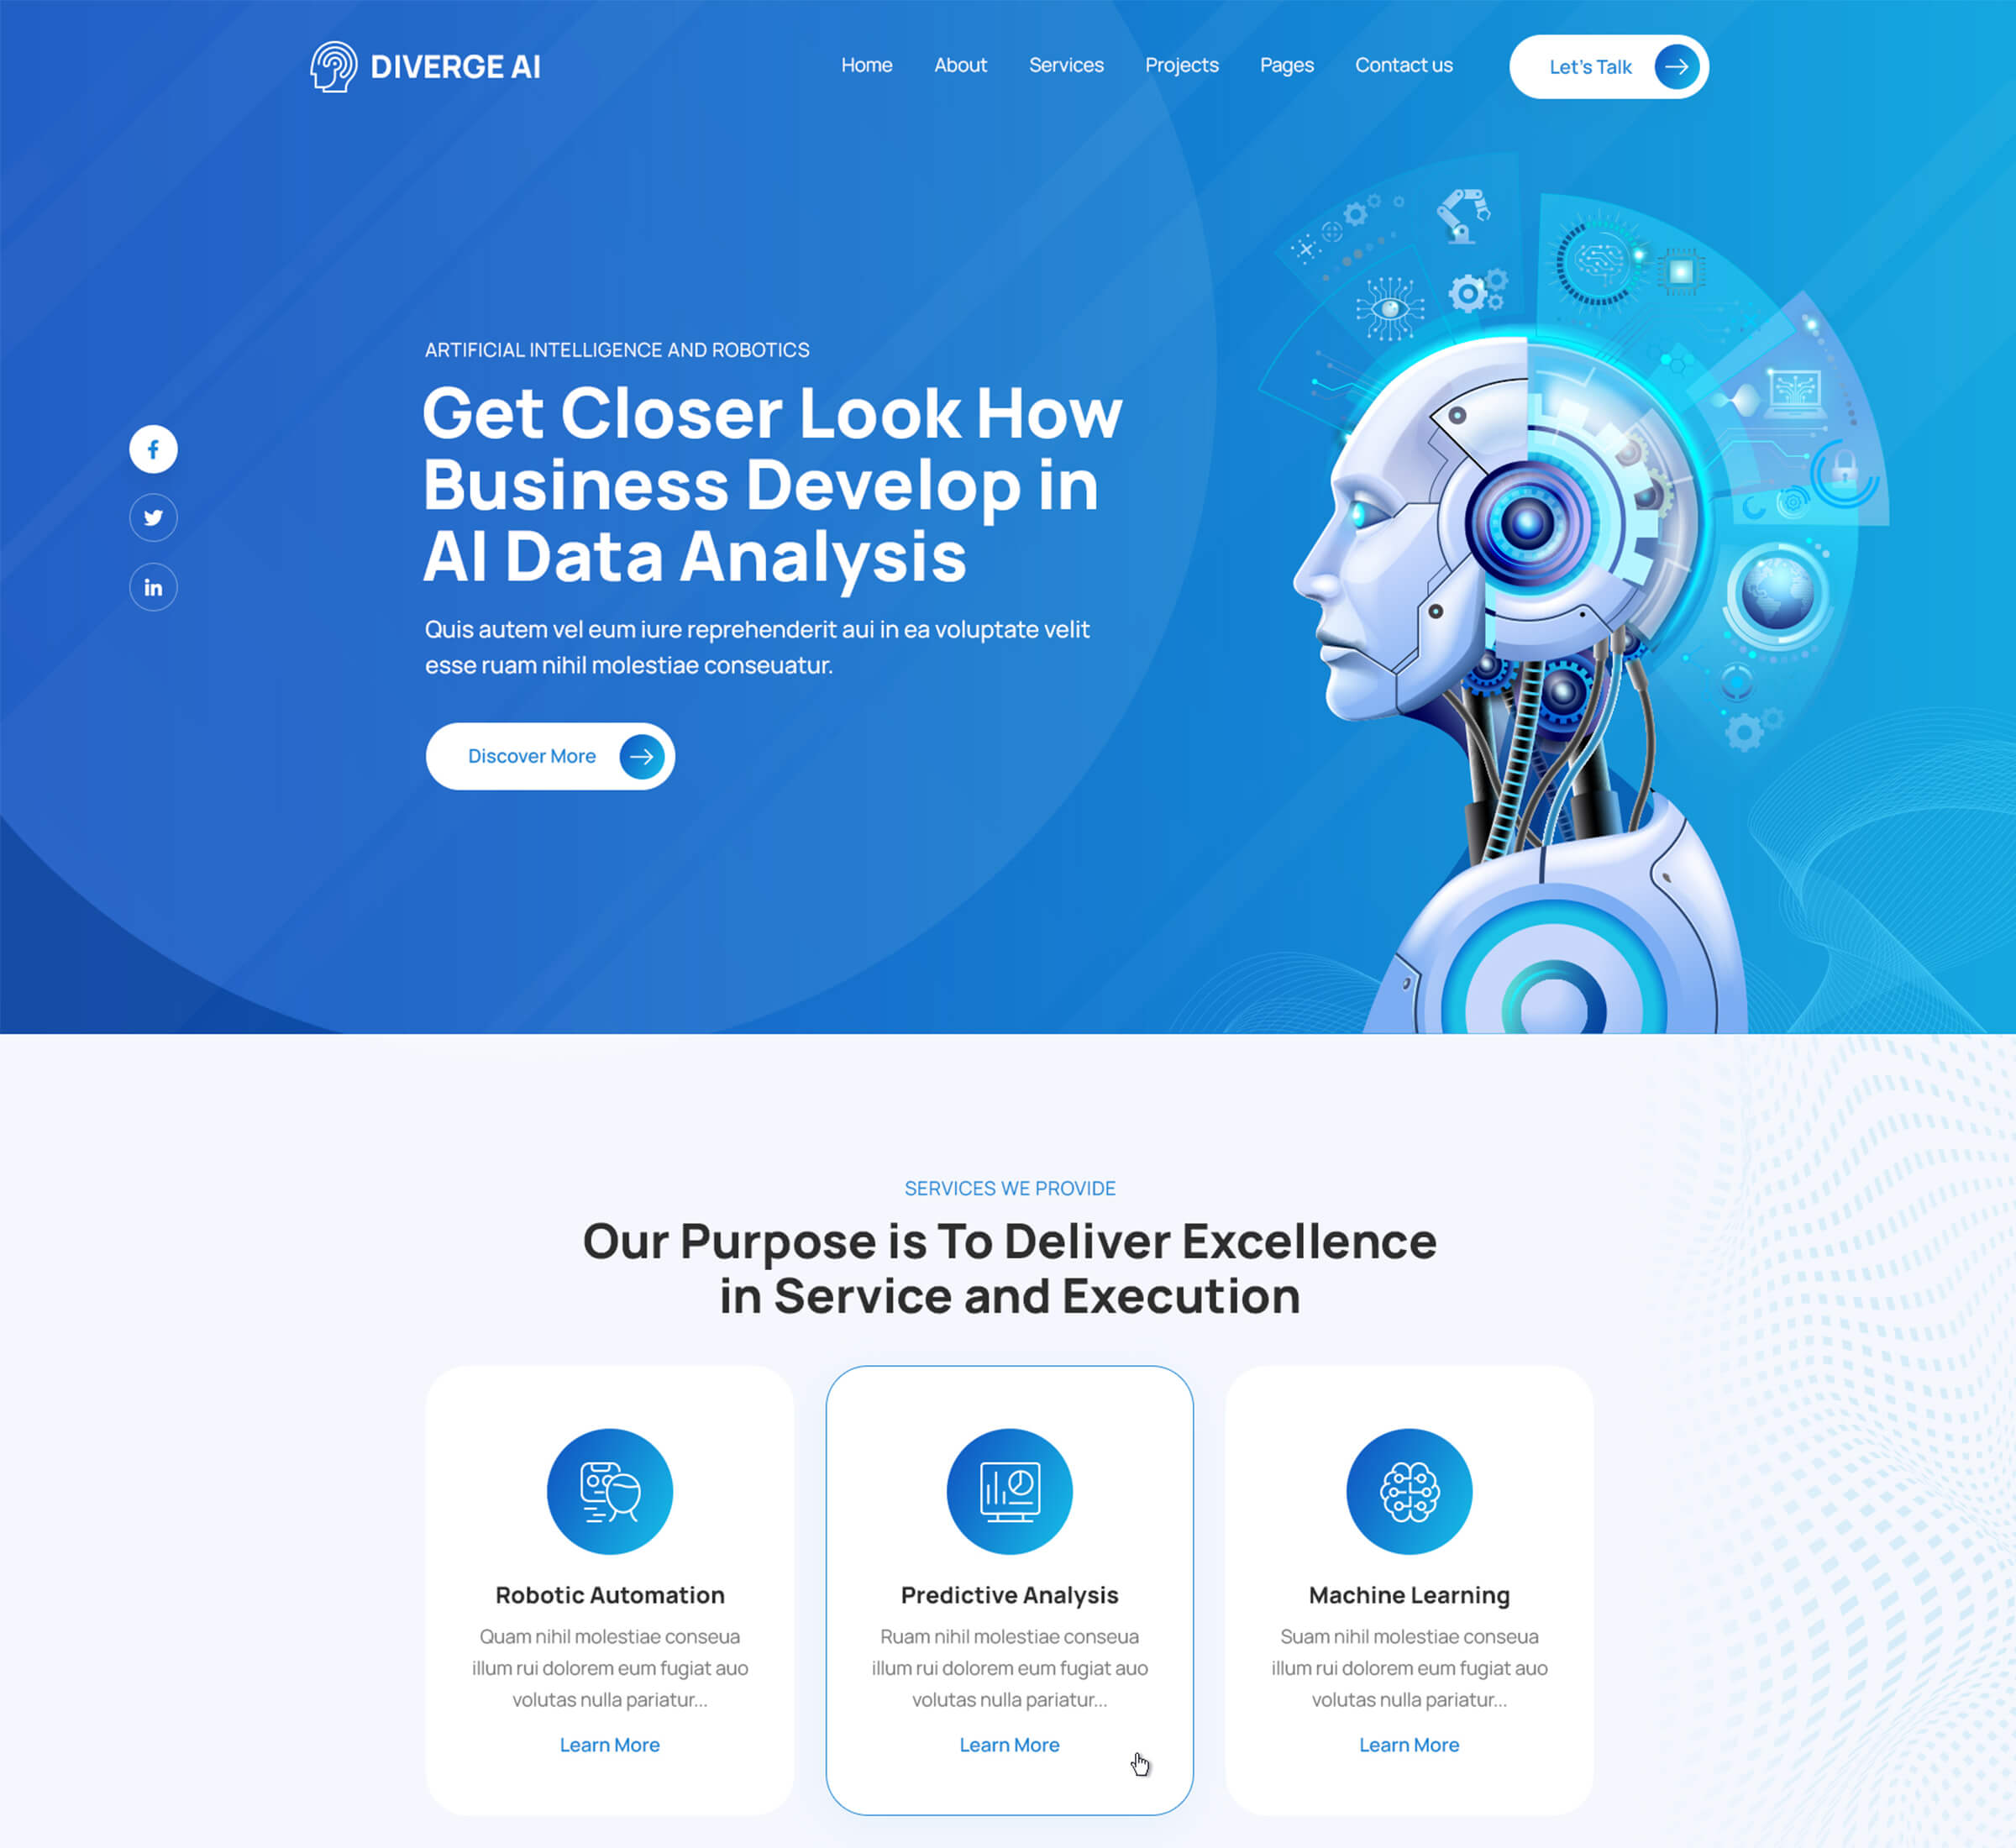 DIVERGE AI
Home
About
Services
Projects
Pages
Contact us
Let's Talk
ARTIFICIAL INTELLIGENCE AND ROBOTICS
Get Closer Look How
Business Develop in
AI Data Analysis
Quis autem vel eum iure reprehenderit aui in ea voluptate velit
esse ruam nihil molestiae conseuatur.
Discover More
SERVICES WE PROVIDE
Our Purpose is To Deliver Excellence
in Service and Execution
Robotic Automation
Quam nihil molestiae conseua
illum rui dolorem eum fugiat auo
volutas nulla pariatur...
Learn More
Predictive Analysis
Ruam nihil molestiae conseua
illum rui dolorem eum fugiat auo
volutas nulla pariatur...
Learn More
Machine Learning
Suam nihil molestiae conseua
illum rui dolorem eum fugiat auo
volutas nulla pariatur...
Learn More